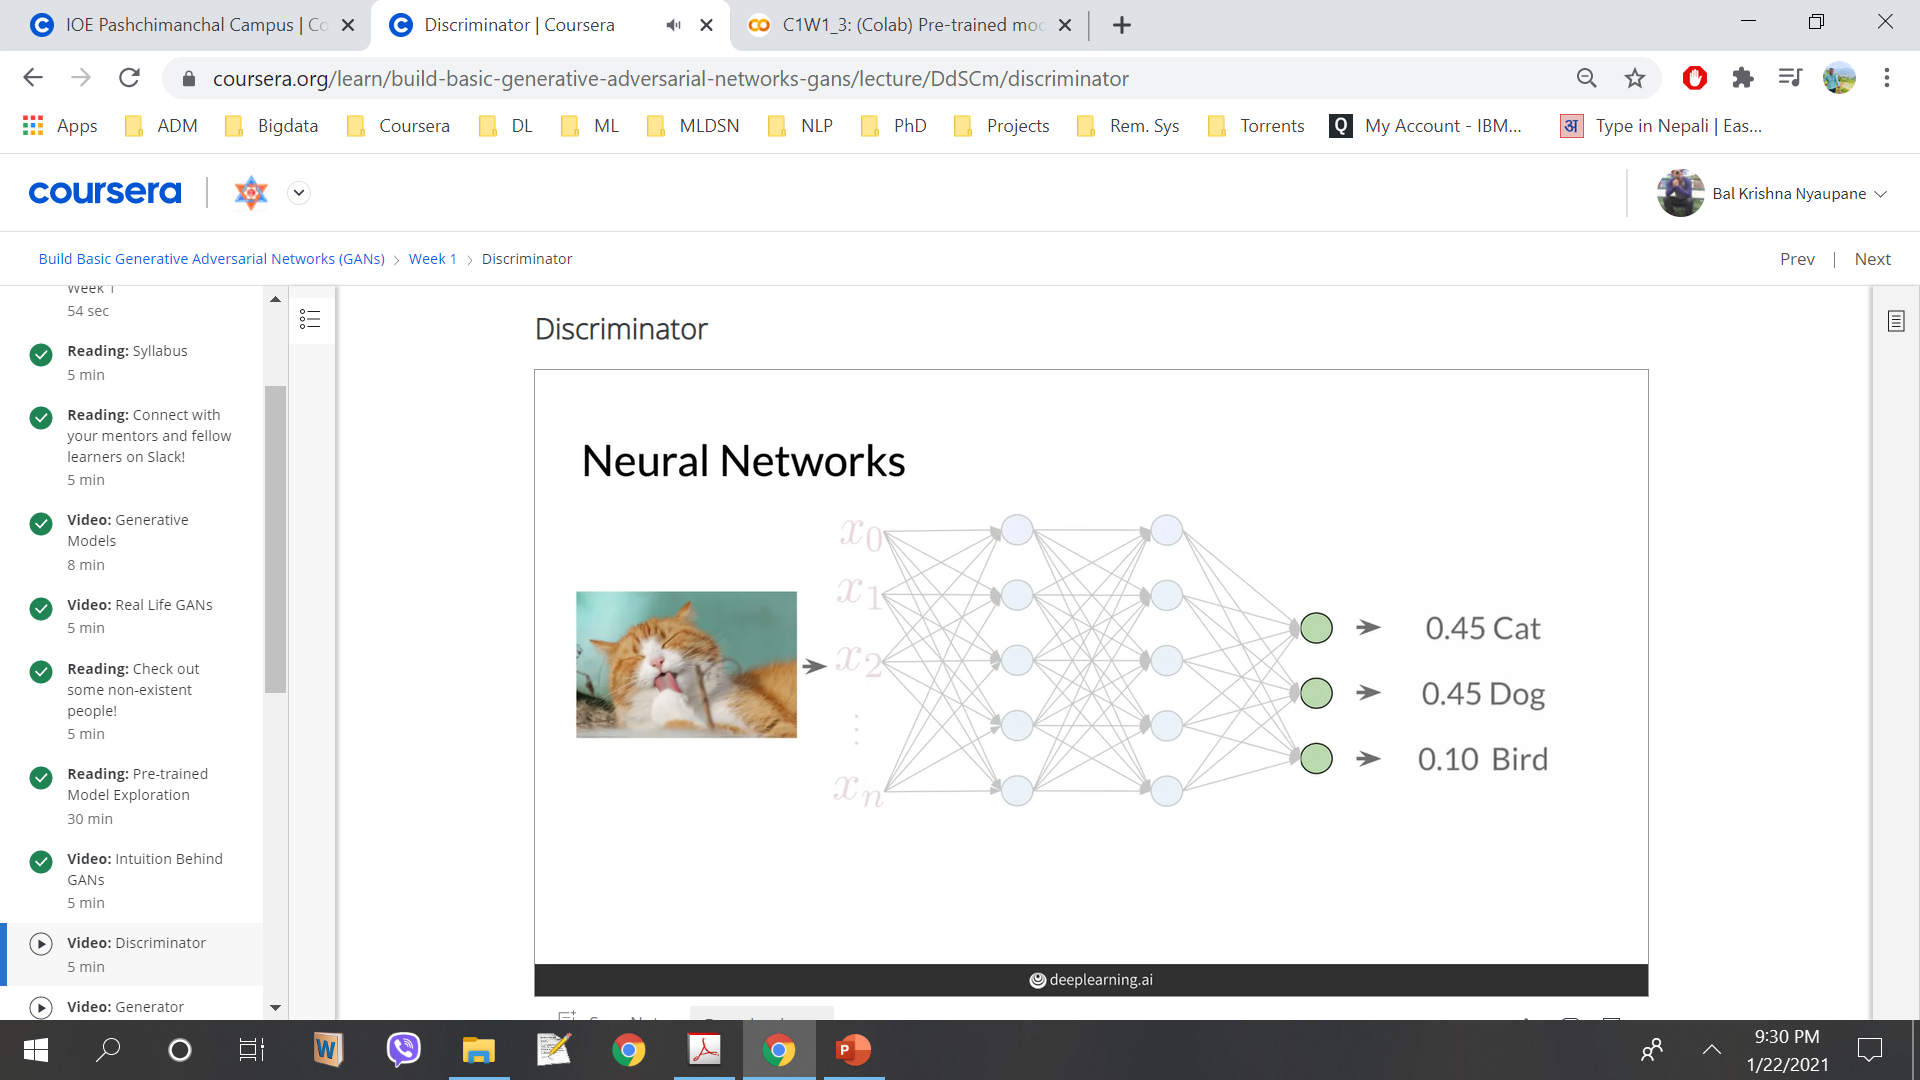 IOE Pashchimanchal Campus | Co
Discriminator | Coursera
C1W1_3: (Colab) Pre-trained mod
coursera.org/learn/build-basic-generative-adversarial-networks-gans/lecture/DdSCm/discriminator
Apps
ADM
Bigdata
Coursera
DL
ML
MLDSN
NLP
PhD
Projects
Rem. Sys
Torrents
My Account - IBM...
Type in Nepali | Eas...
coursera
Bal Krishna Nyaupane
Build Basic Generative Adversarial Networks (GANs) > Week 1 > Discriminator
Prev | Next
Week 1
54 sec
Reading: Syllabus
5 min
Reading: Connect with
your mentors and fellow
learners on Slack!
5 min
Video: Generative
Models
8 min
Video: Real Life GANs
5 min
Reading: Check out
some non-existent
people!
5 min
Reading: Pre-trained
Model Exploration
30 min
Video: Intuition Behind
GANs
5 min
Video: Discriminator
5 min
Video: Generator
Discriminator
Neural Networks
x0
x1
x2
⋮
xn
0.45 Cat
0.45 Dog
0.10 Bird
deeplearning.ai
9:30 PM
1/22/2021